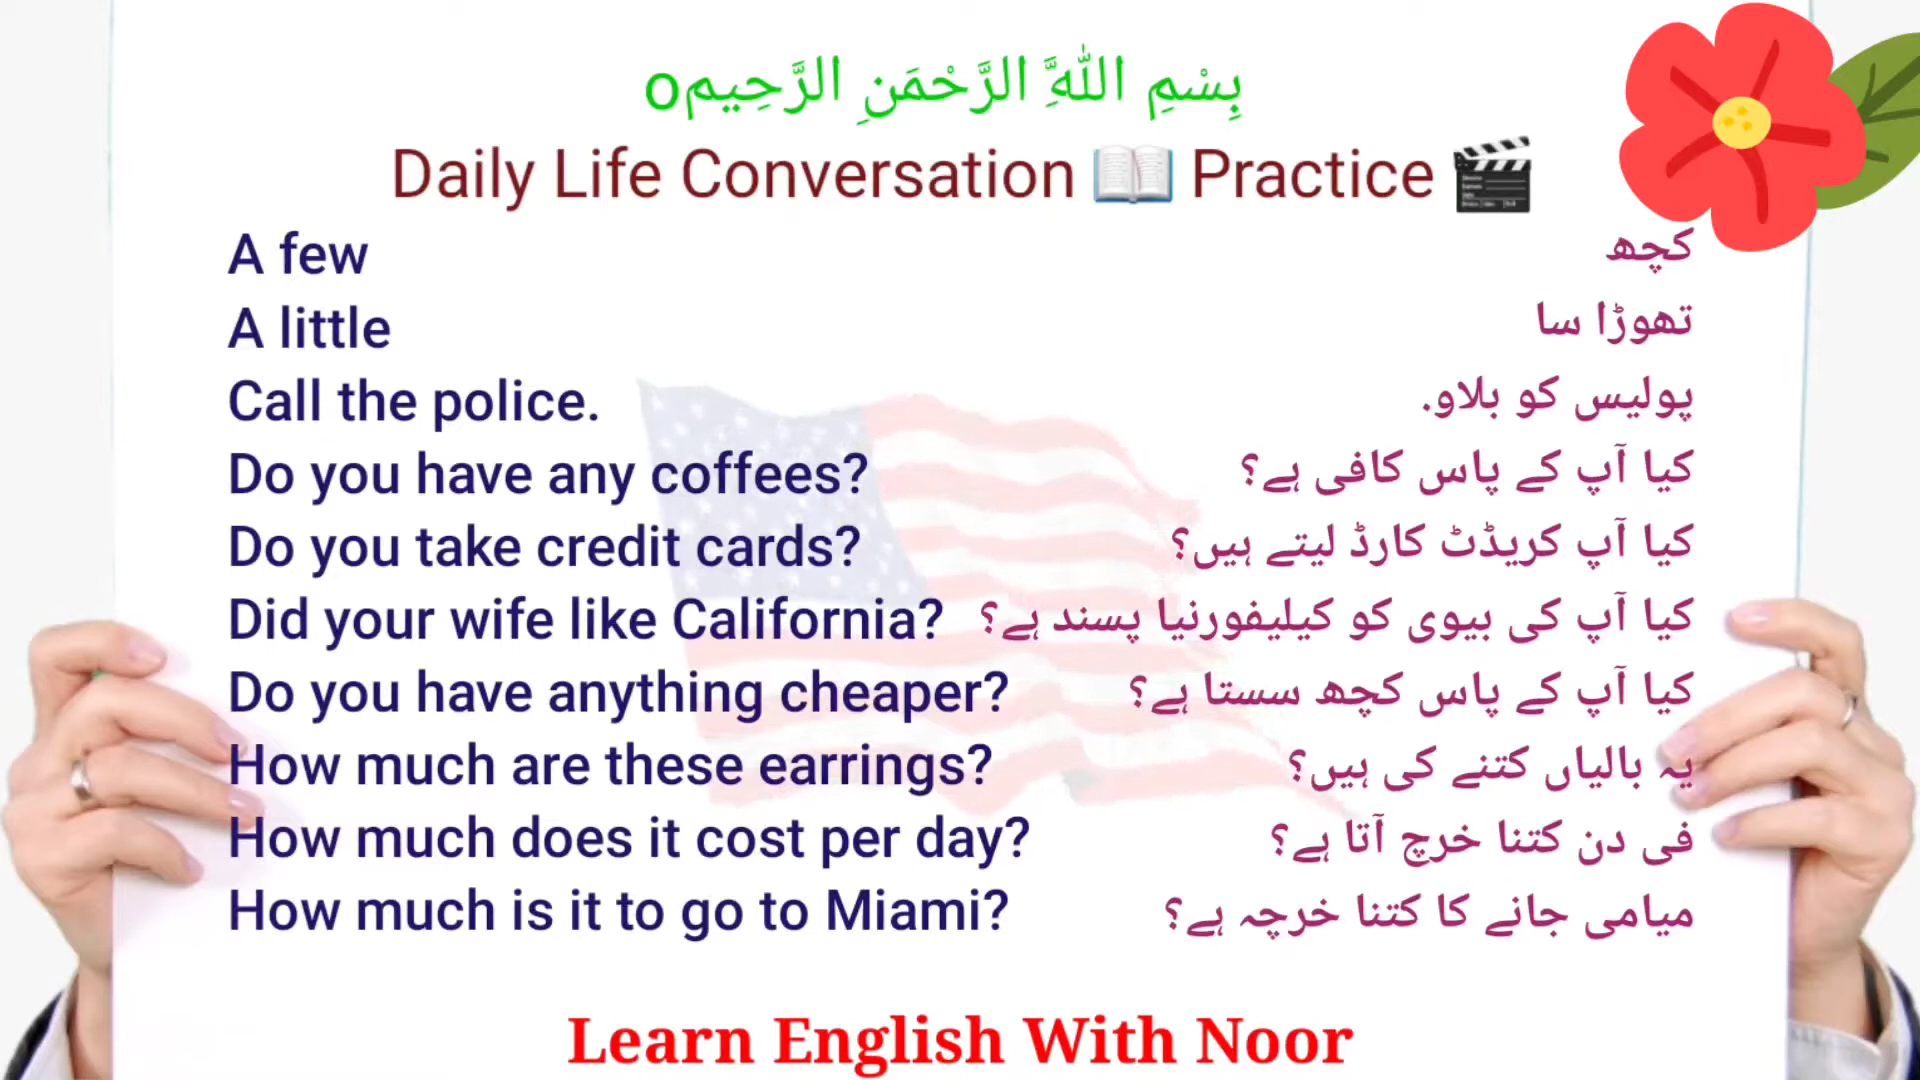 بِسْمِ اللَّهِ الرَّحْمَنِ الرَّحِيمo
Daily Life Conversation 📖 Practice 🎬
A few کچھ
A little تھوڑا سا
Call the police. پولیس کو بلاو.
Do you have any coffees? کیا آپ کے پاس کافی ہے؟
Do you take credit cards? کیا آپ کریڈٹ کارڈ لیتے ہیں؟
Did your wife like California? کیا آپ کی بیوی کو کیلیفورنیا پسند ہے؟
Do you have anything cheaper? کیا آپ کے پاس کچھ سستا ہے؟
How much are these earrings? یہ بالیاں کتنے کی ہیں؟
How much does it cost per day? فی دن کتنا خرچ آتا ہے؟
How much is it to go to Miami? میامی جانے کا کتنا خرچہ ہے؟
Learn English With Noor